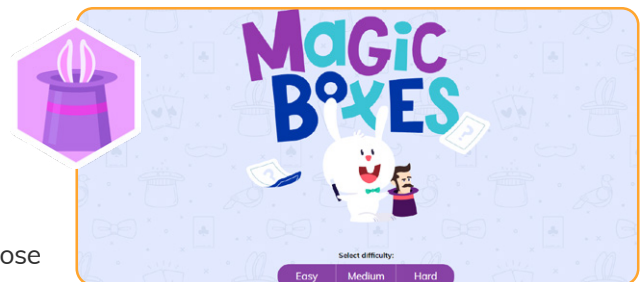 MaGiC
BoXES
?
?
Select difficulty:
Easy Medium Hard
ose